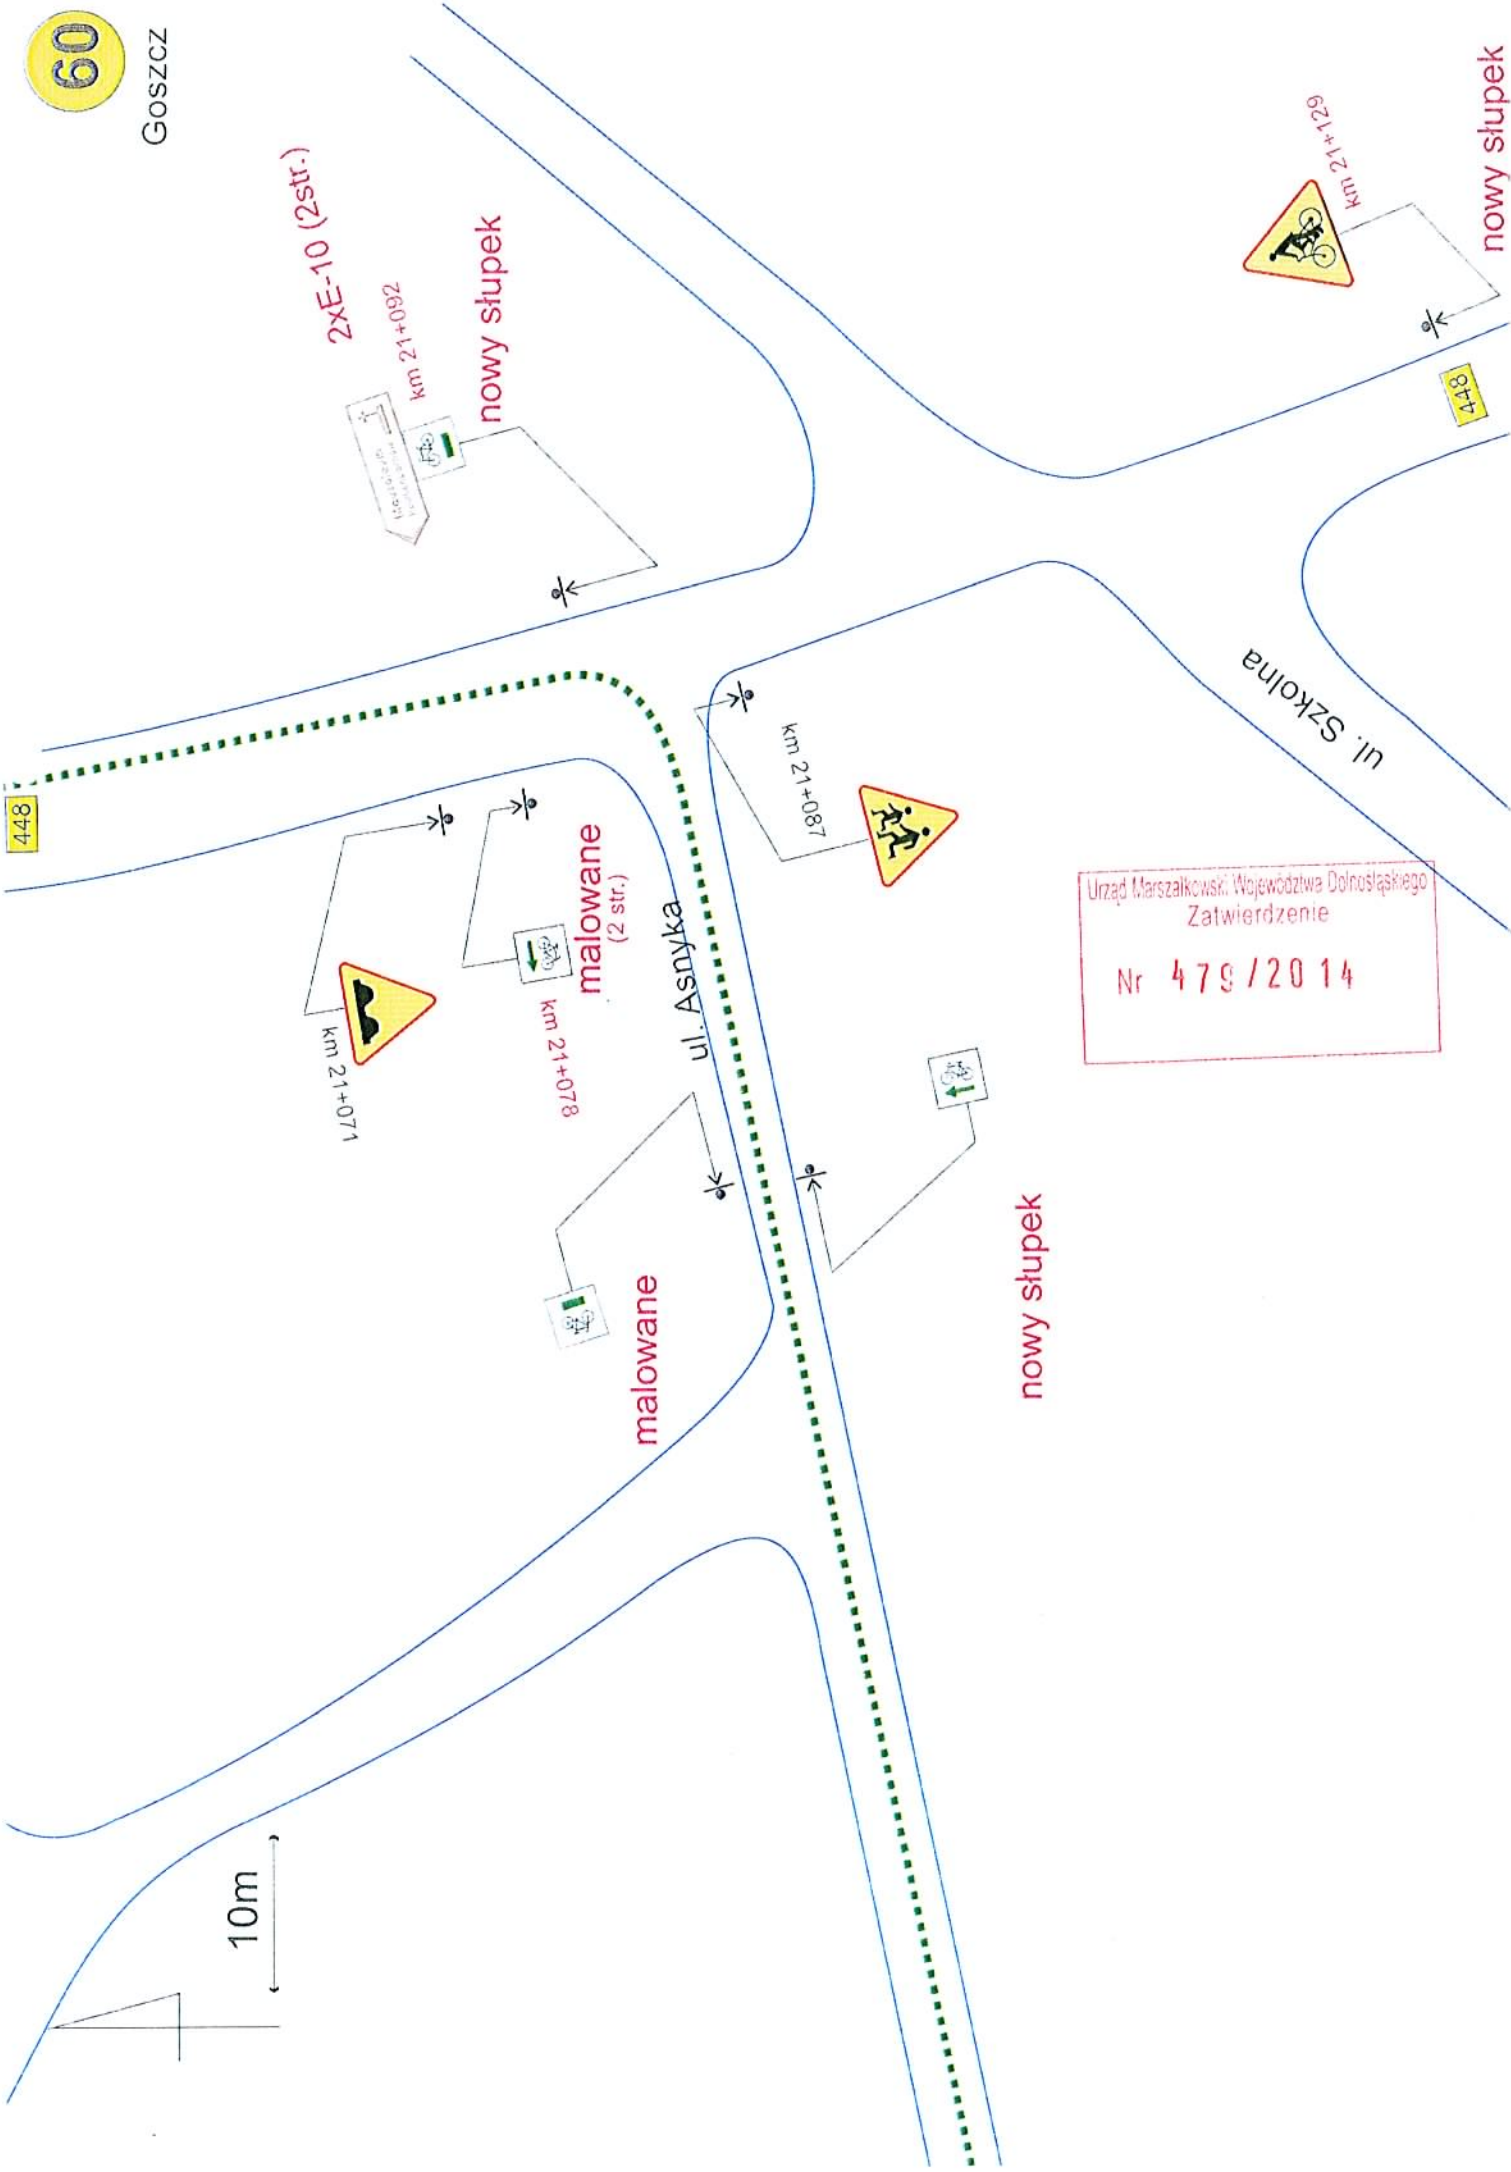 60
Goszcz
2xE-10 (2str.)
km 21+092
nowy słupek
km 21+129
nowy słupek
448
448
ul. Szkolna
km 21+087
km 21+071
malowane
(2 str.)
km 21+078
ul. Asnyka
malowane
nowy słupek
Urząd Marszałkowski Województwa Dolnośląskiego
Zatwierdzenie
Nr 479/2014
10m